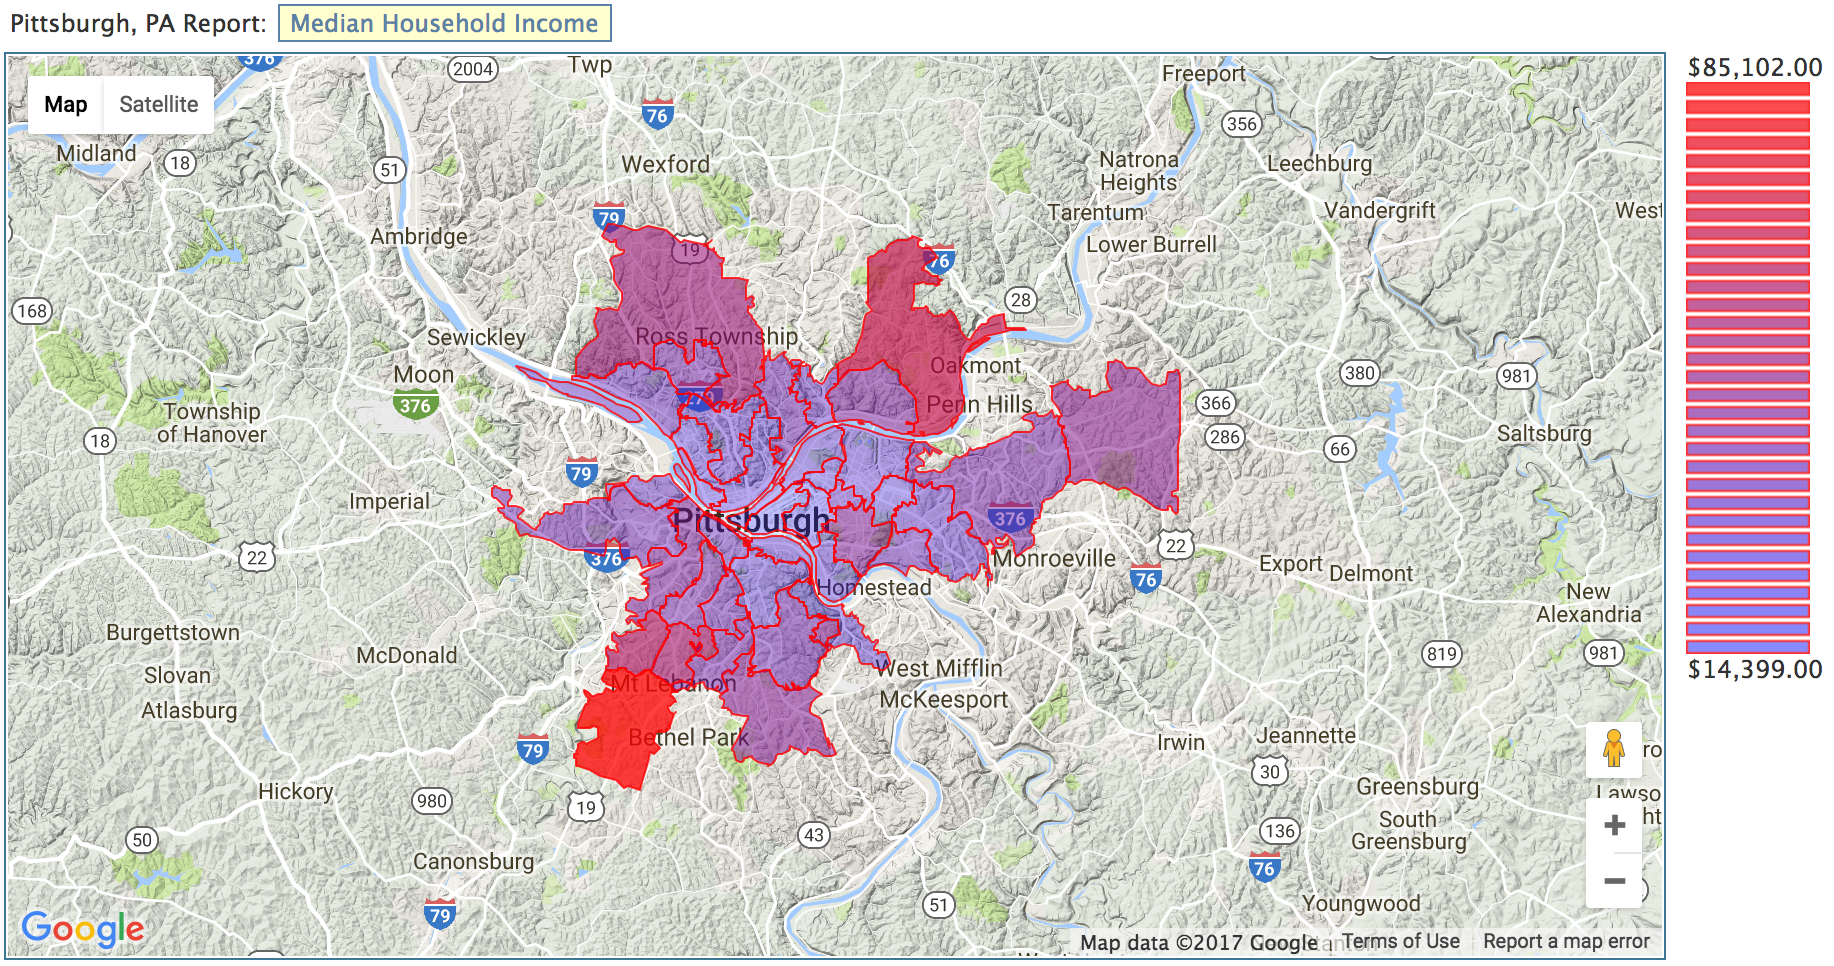 Pittsburgh, PA Report: Median Household Income
$85,102.00
$14,399.00
Map Satellite
376
2004
Twp
Freeport
76
356
Midland
18
51
Wexford
Natrona
Heights
Leechburg
79
Tarentum
Vandergrift
West
Ambridge
19
Lower Burrell
76
168
28
Sewickley
Ross Township
Oakmont
Moon
376
380
981
Township
of Hanover
Penn Hills
366
286
18
66
Saltsburg
79
Imperial
Pittsburgh
376
22
376
22
Monroeville
76
Export
Delmont
Homestead
New
Alexandria
Burgettstown
McDonald
819
981
Slovan
West Mifflin
Mt Lebanon
Atlasburg
McKeesport
79
Bethel Park
Irwin
Jeannette
ro
30
Hickory
980
19
Greensburg
Lawso
ht
50
43
136
South
Greensburg
+
Canonsburg
76
−
79
51
Youngwood
Google
Map data ©2017 Google Terms of Use Report a map error